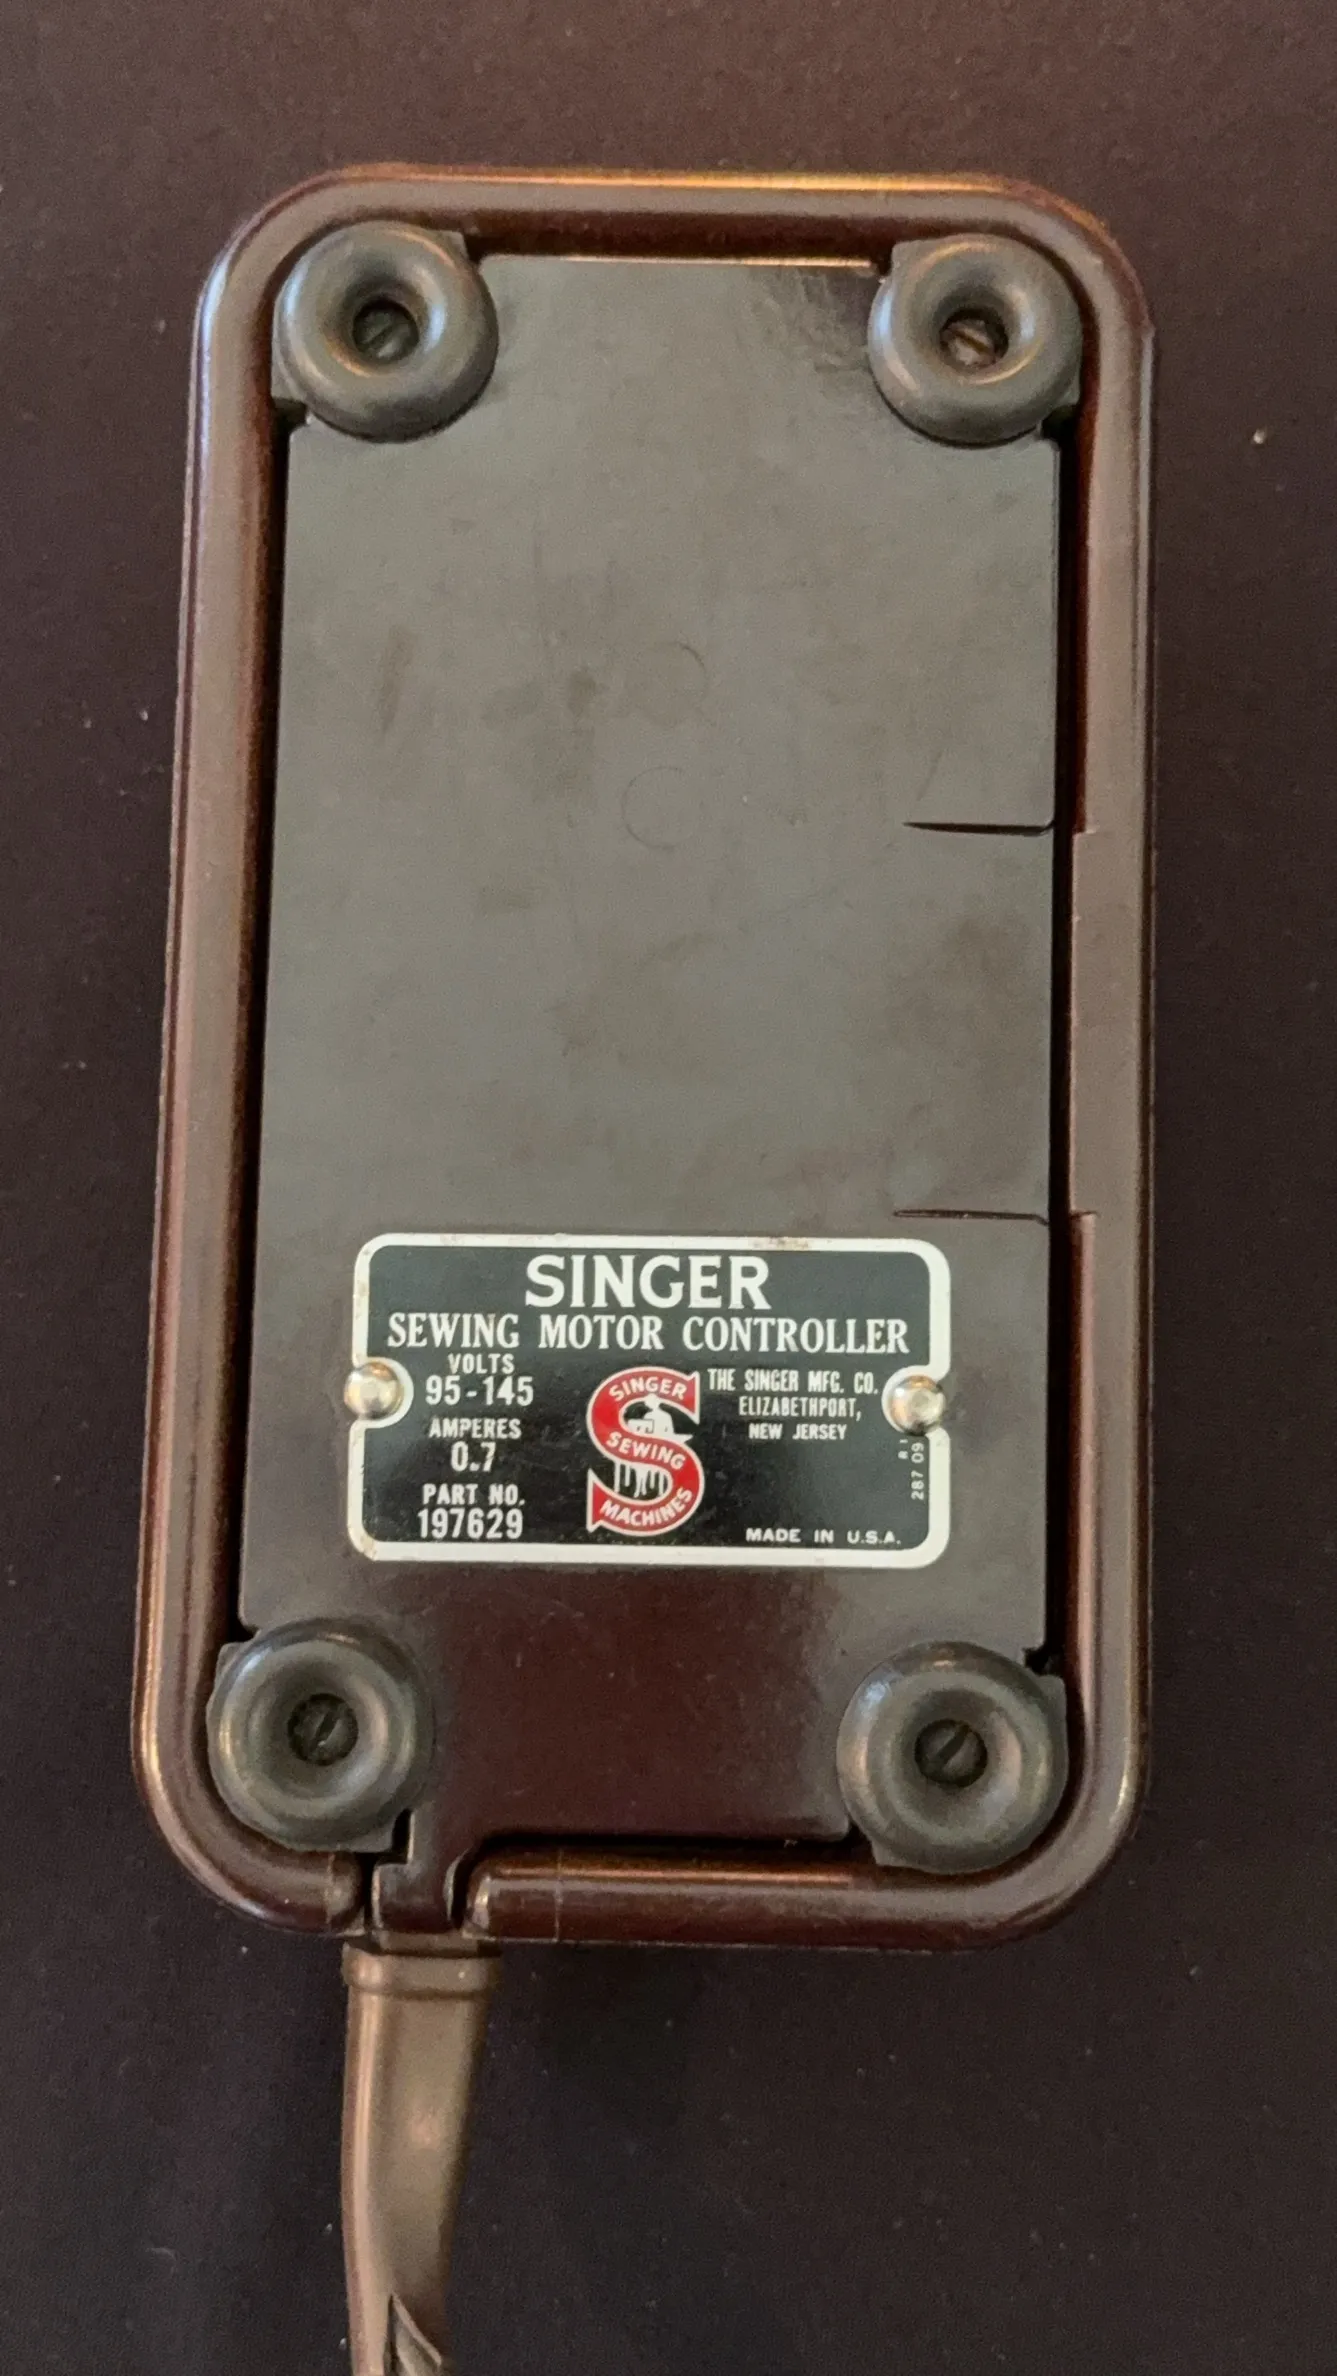 SINGER
SEWING MOTOR CONTROLLER
VOLTS
95-145
AMPERES
0.7
PART NO.
197629
SINGER
SEWING
MACHINES
THE SINGER MFG. CO.
ELIZABETHPORT,
NEW JERSEY
287 09
MADE IN U.S.A.